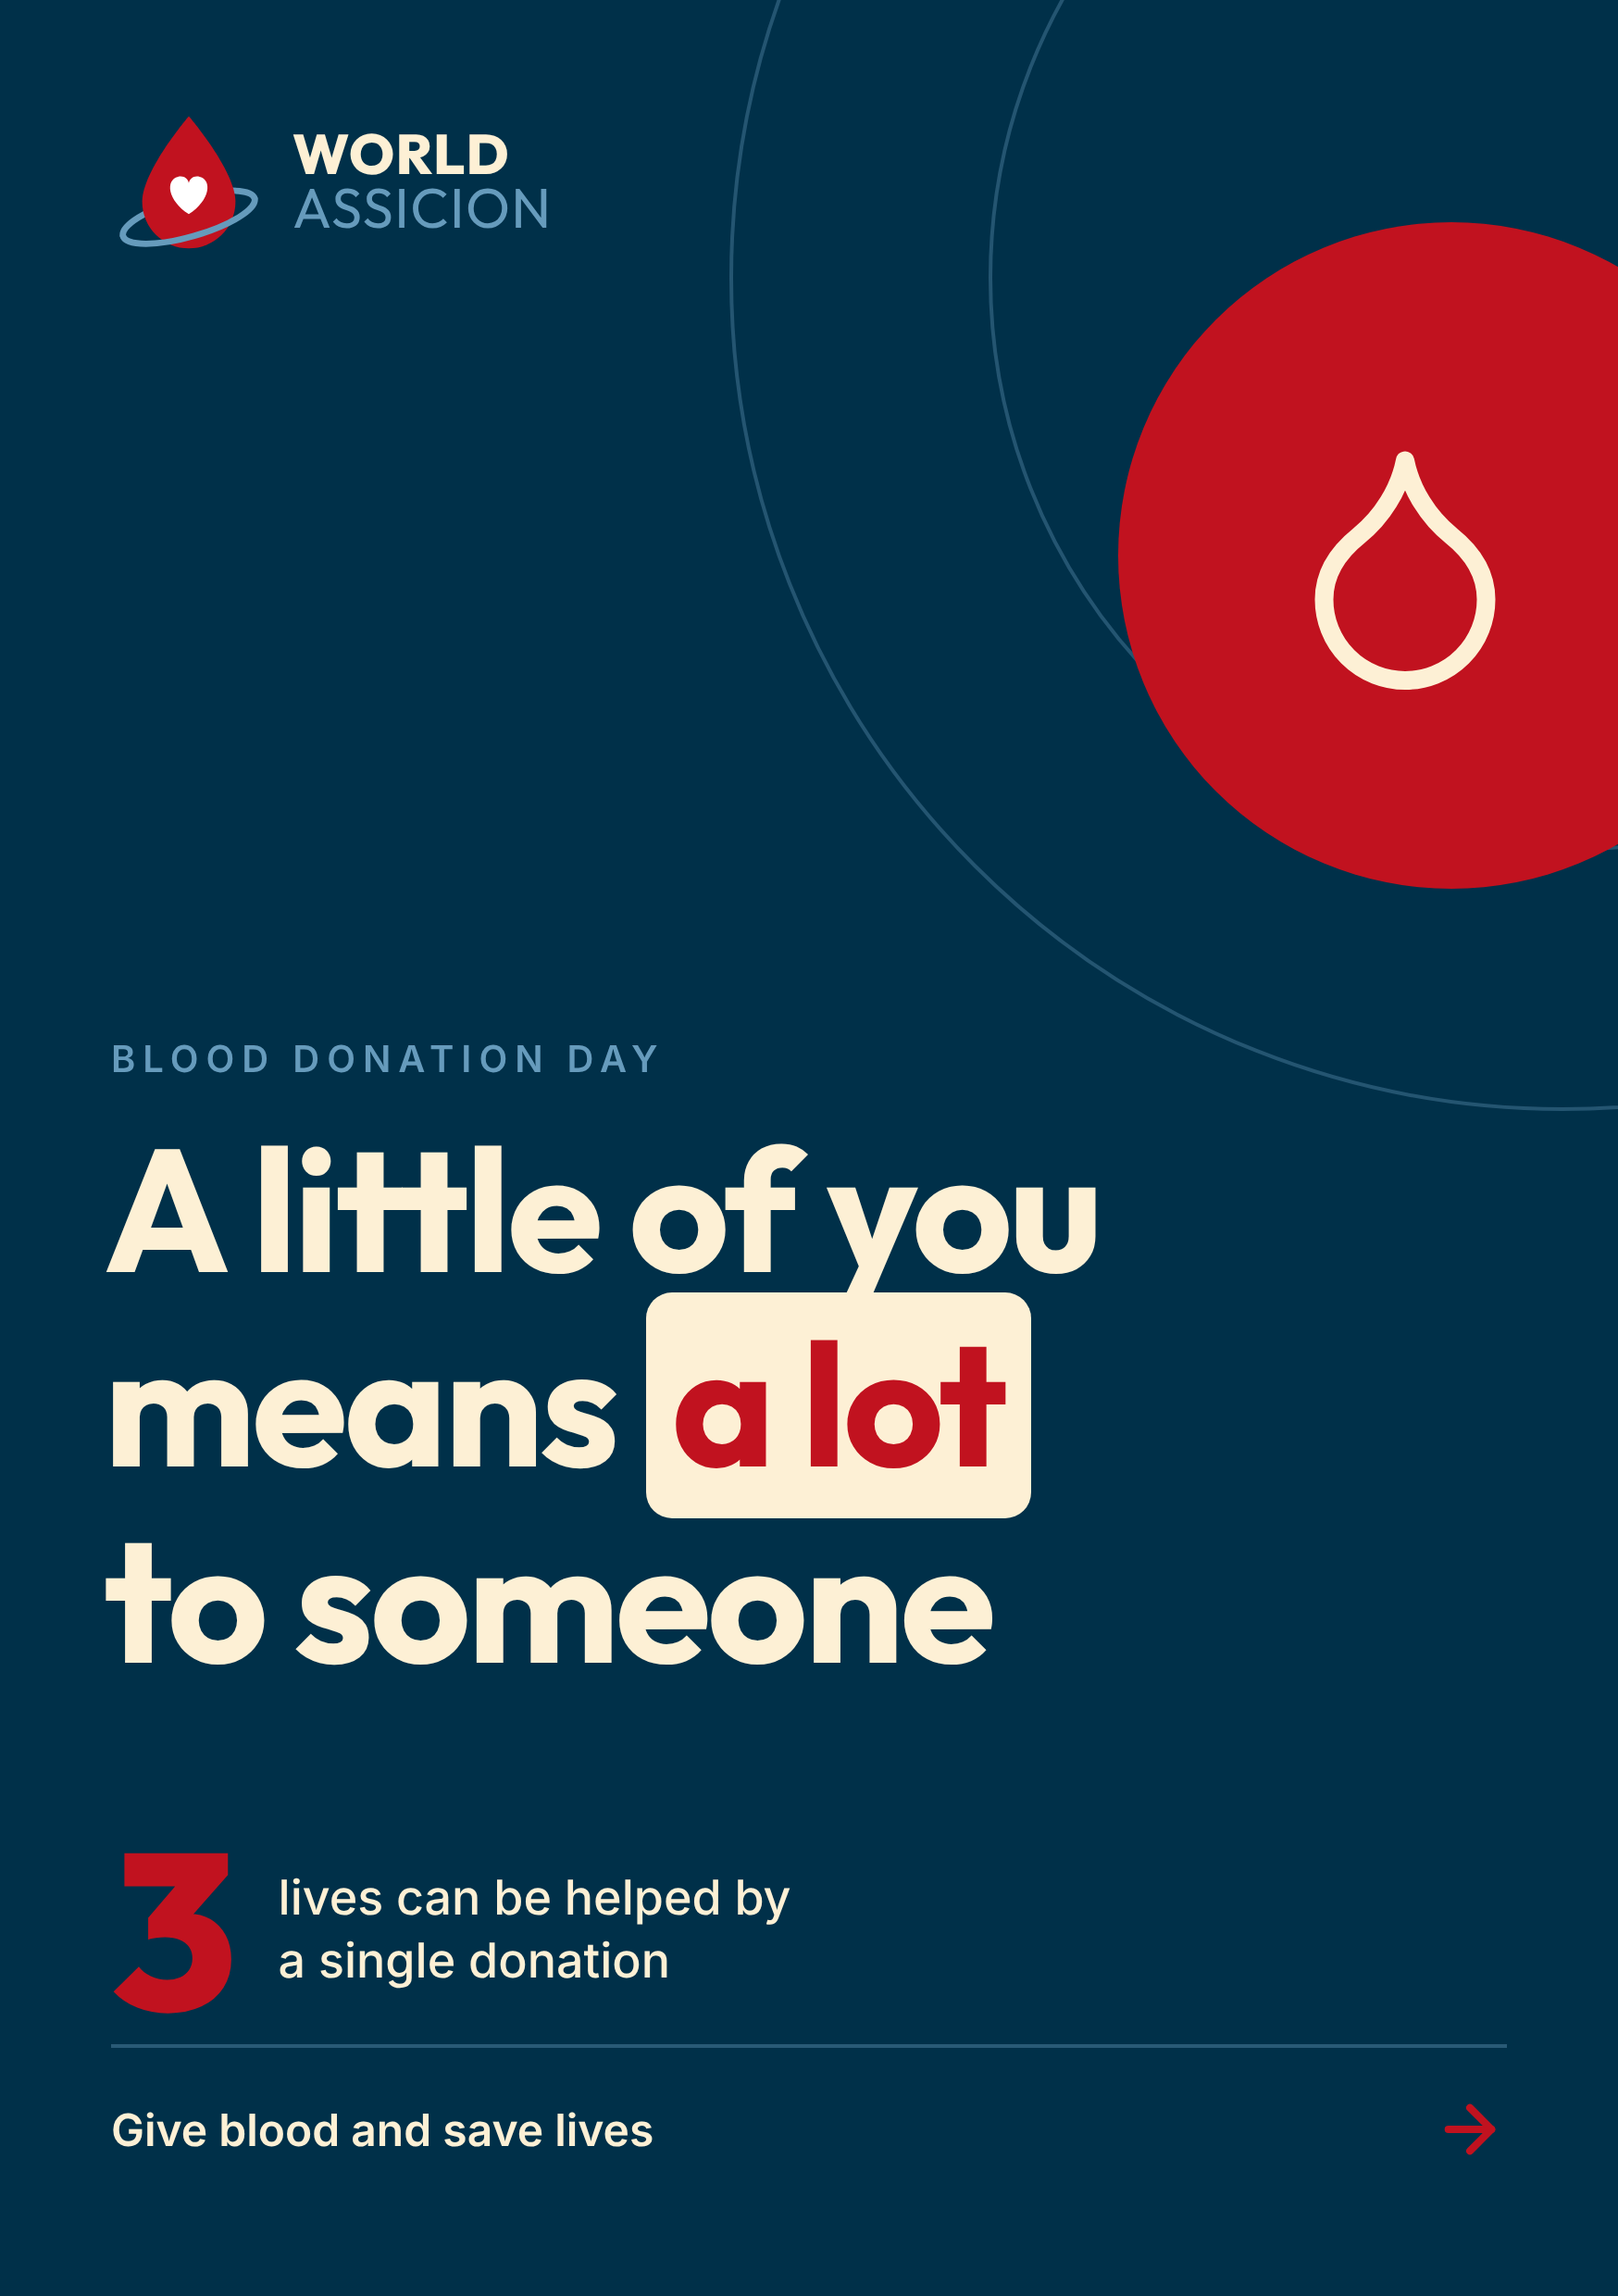 WORLD
ASSICION
BLOOD DONATION DAY
A little of you
means a lot
to someone
3
lives can be helped by
a single donation
Give blood and save lives